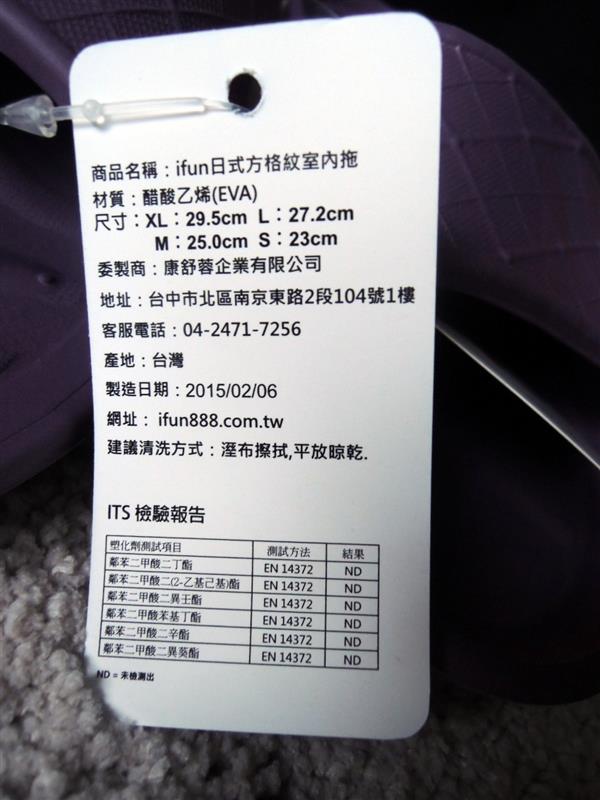 商品名稱：ifun日式方格紋室內拖
材質：醋酸乙烯(EVA)
尺寸：XL：29.5cm L：27.2cm
M：25.0cm S：23cm
委製商：康舒蓉企業有限公司
地址：台中市北區南京東路2段104號1樓
客服電話：04-2471-7256
產地：台灣
製造日期：2015/02/06
網址： ifun888.com.tw
建議清洗方式：溼布擦拭,平放晾乾.
ITS 檢驗報告
塑化劑測試項目 測試方法 結果
鄰苯二甲酸二丁酯 EN 14372 ND
鄰苯二甲酸二(2-乙基己基)酯 EN 14372 ND
鄰苯二甲酸二異壬酯 EN 14372 ND
鄰苯二甲酸苯基丁酯 EN 14372 ND
鄰苯二甲酸二辛酯 EN 14372 ND
鄰苯二甲酸二異葵酯 EN 14372 ND
ND = 未檢測出